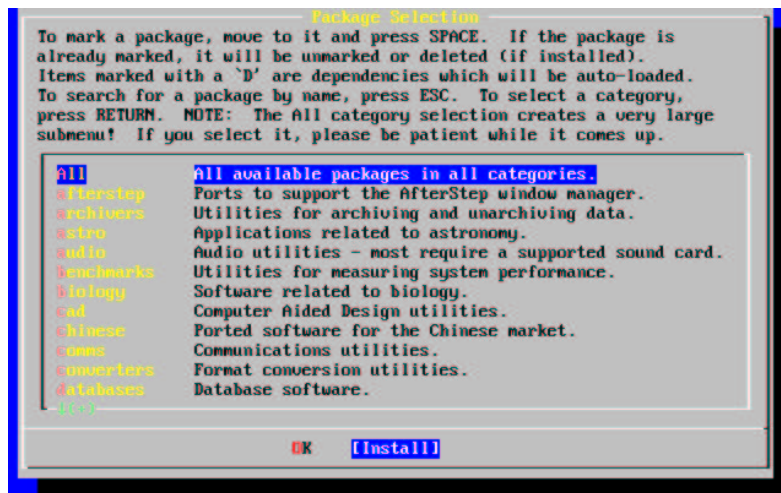 Package Selection
To mark a package, move to it and press SPACE.  If the package is
already marked, it will be unmarked or deleted (if installed).
Items marked with a `D' are dependencies which will be auto-loaded.
To search for a package by name, press ESC.  To select a category,
press RETURN.  NOTE:  The All category selection creates a very large
submenu!  If you select it, please be patient while it comes up.
All All available packages in all categories.
afterstep Ports to support the AfterStep window manager.
archivers Utilities for archiving and unarchiving data.
astro Applications related to astronomy.
audio Audio utilities - most require a supported sound card.
benchmarks Utilities for measuring system performance.
biology Software related to biology.
cad Computer Aided Design utilities.
chinese Ported software for the Chinese market.
comms Communications utilities.
converters Format conversion utilities.
databases Database software.
OK [Install]